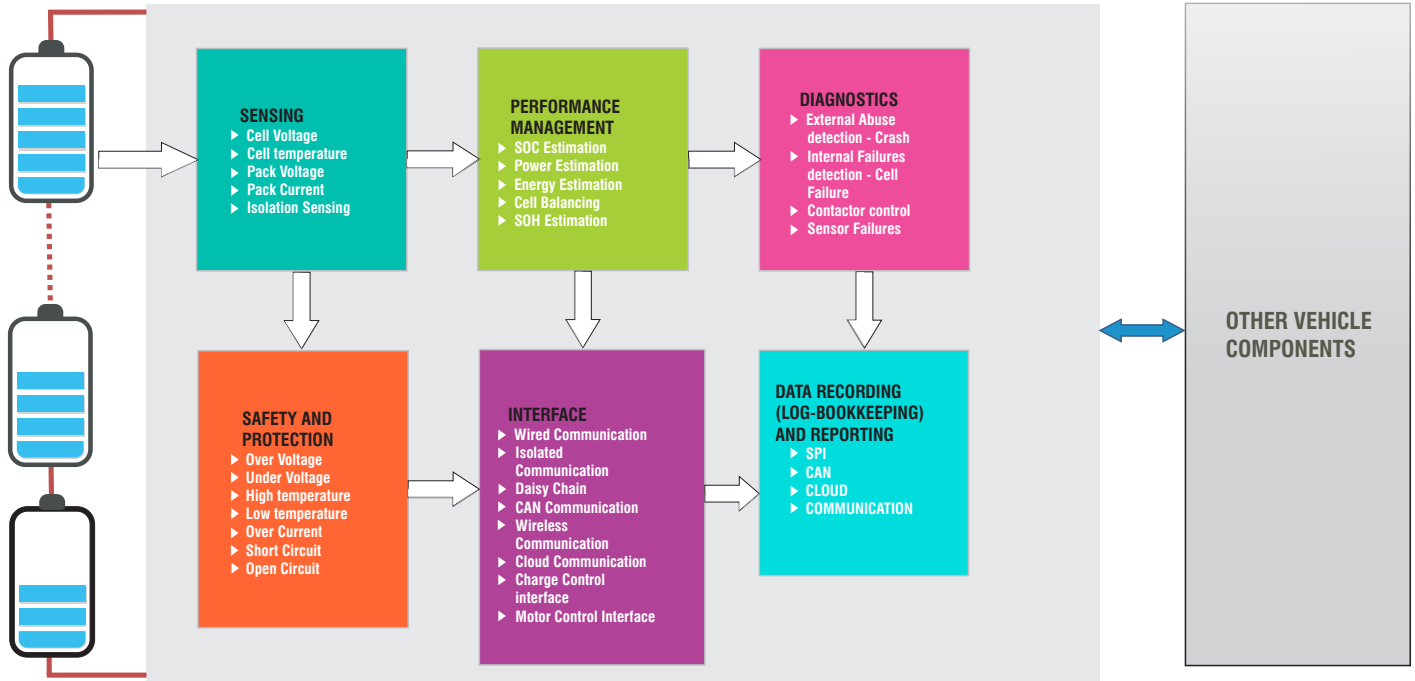 SENSING
Cell Voltage
Cell temperature
Pack Voltage
Pack Current
Isolation Sensing
PERFORMANCE
MANAGEMENT
SOC Estimation
Power Estimation
Energy Estimation
Cell Balancing
SOH Estimation
DIAGNOSTICS
External Abuse
detection - Crash
Internal Failures
detection - Cell
Failure
Contactor control
Sensor Failures
SAFETY AND
PROTECTION
Over Voltage
Under Voltage
High temperature
Low temperature
Over Current
Short Circuit
Open Circuit
INTERFACE
Wired Communication
Isolated
Communication
Daisy Chain
CAN Communication
Wireless
Communication
Cloud Communication
Charge Control
interface
Motor Control Interface
DATA RECORDING
(LOG-BOOKKEEPING)
AND REPORTING
SPI
CAN
CLOUD
COMMUNICATION
OTHER VEHICLE
COMPONENTS